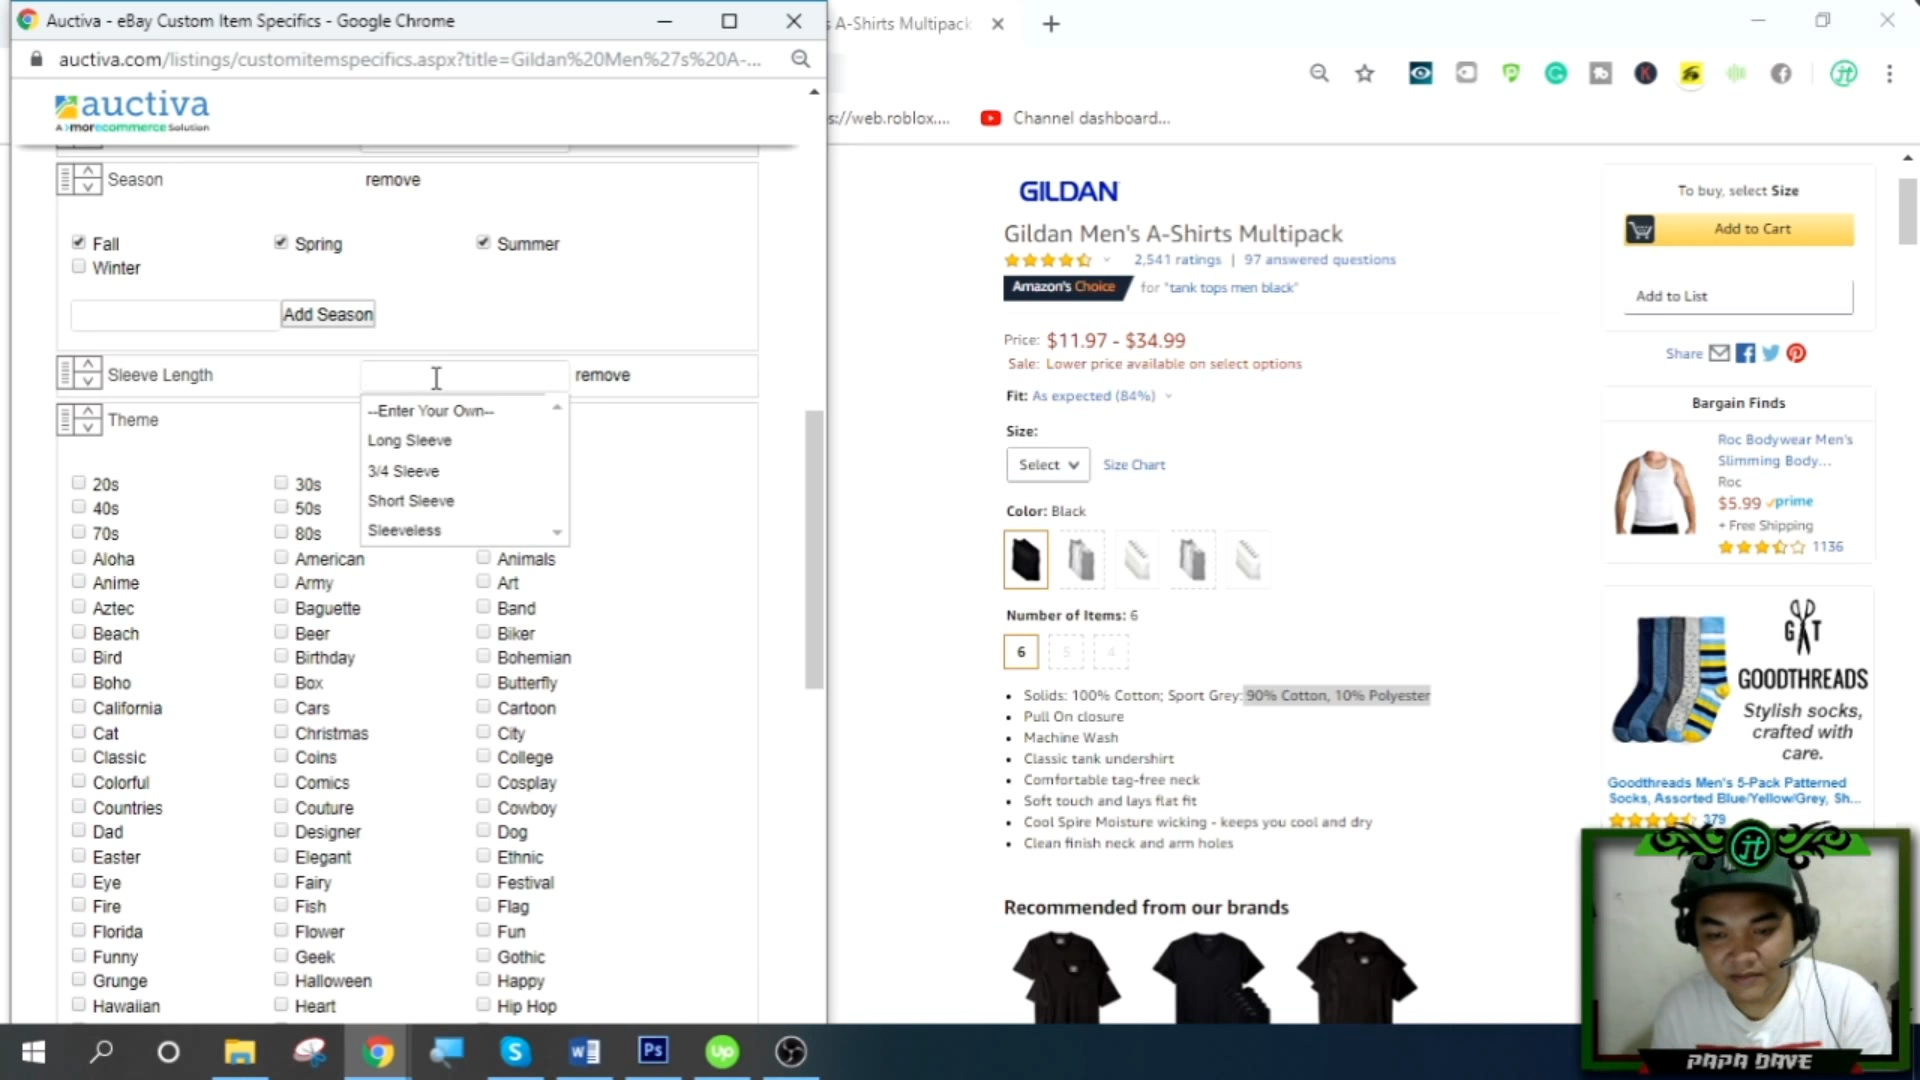 Auctiva - eBay Custom Item Specifics - Google Chrome
auctiva.com/listings/customitemspecifics.aspx?title=Gildan%20Men%27s%20A-...
auctiva
A >morecommerce Solution
Season remove
Fall Spring Summer
Winter
Add Season
Sleeve Length remove
--Enter Your Own--
Long Sleeve
3/4 Sleeve
Short Sleeve
Sleeveless
Theme
20s 30s
40s 50s
70s 80s
Aloha American Animals
Anime Army Art
Aztec Baguette Band
Beach Beer Biker
Bird Birthday Bohemian
Boho Box Butterfly
California Cars Cartoon
Cat Christmas City
Classic Coins College
Colorful Comics Cosplay
Countries Couture Cowboy
Dad Designer Dog
Easter Elegant Ethnic
Eye Fairy Festival
Fire Fish Flag
Florida Flower Fun
Funny Geek Gothic
Grunge Halloween Happy
Hawaiian Heart Hip Hop
s A-Shirts Multipack
s://web.roblox.... Channel dashboard...
GILDAN
Gildan Men's A-Shirts Multipack
2,541 ratings | 97 answered questions
Amazon's Choice for "tank tops men black"
Price: $11.97 - $34.99
Sale: Lower price available on select options
Fit: As expected (84%)
Size:
Select Size Chart
Color: Black
Number of Items: 6
6 5 4
• Solids: 100% Cotton; Sport Grey: 90% Cotton, 10% Polyester
• Pull On closure
• Machine Wash
• Classic tank undershirt
• Comfortable tag-free neck
• Soft touch and lays flat fit
• Cool Spire Moisture wicking - keeps you cool and dry
• Clean finish neck and arm holes
Recommended from our brands
To buy, select Size
Add to Cart
Add to List
Share
Bargain Finds
Roc Bodywear Men's
Slimming Body...
Roc
$5.99 prime
+ Free Shipping
1136
G T
GOODTHREADS
Stylish socks,
crafted with
care.
Goodthreads Men's 5-Pack Patterned
Socks, Assorted Blue/Yellow/Grey, Sh...
379
jt
PAPA DAVE
S W Ps Up